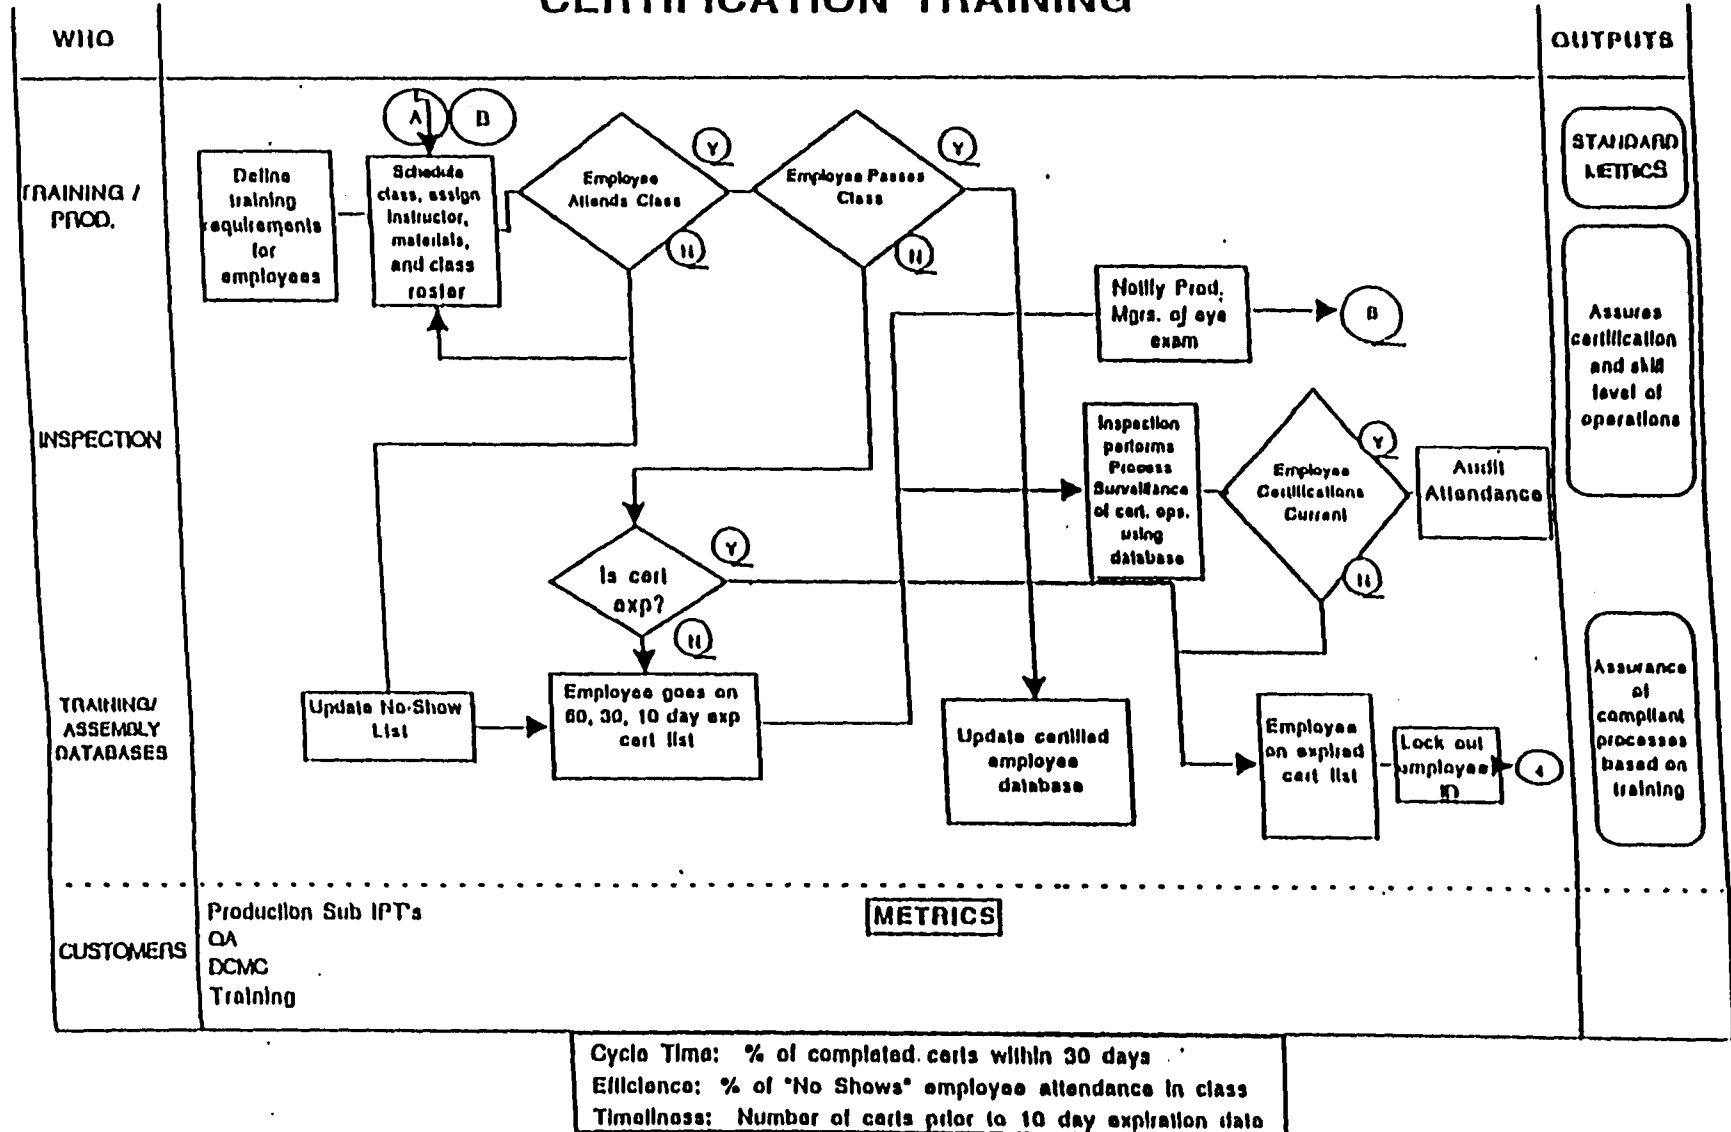 CERTIFICATION TRAINING
WHO
OUTPUTS
TRAINING /
PROD.
A
B
Define
training
requirements
for
employees
Schedule
class, assign
instructor,
materials,
and class
roster
Employee
Attends Class
Y
N
Employee Passes
Class
Y
N
STANDARD
METRICS
Notify Prod.
Mgrs. of eye
exam
B
Assures
certification
and skill
level of
operations
INSPECTION
Inspection
performs
Process
Surveillance
of cert. ops.
using
database
Employee
Certifications
Current
Y
N
Audit
Attendance
Is cert
exp?
Y
N
TRAINING/
ASSEMBLY
DATABASES
Update No-Show
List
Employee goes on
60, 30, 10 day exp
cert list
Update certified
employee
database
Employee
on expired
cert list
Lock out
employee
ID
4
Assurance
of
compliant
processes
based on
training
CUSTOMERS
Production Sub IPT's
QA
DCMC
Training
METRICS
Cycle Time: % of completed certs within 30 days
Efficience: % of "No Shows" employee attendance in class
Timeliness: Number of certs prior to 10 day expiration date